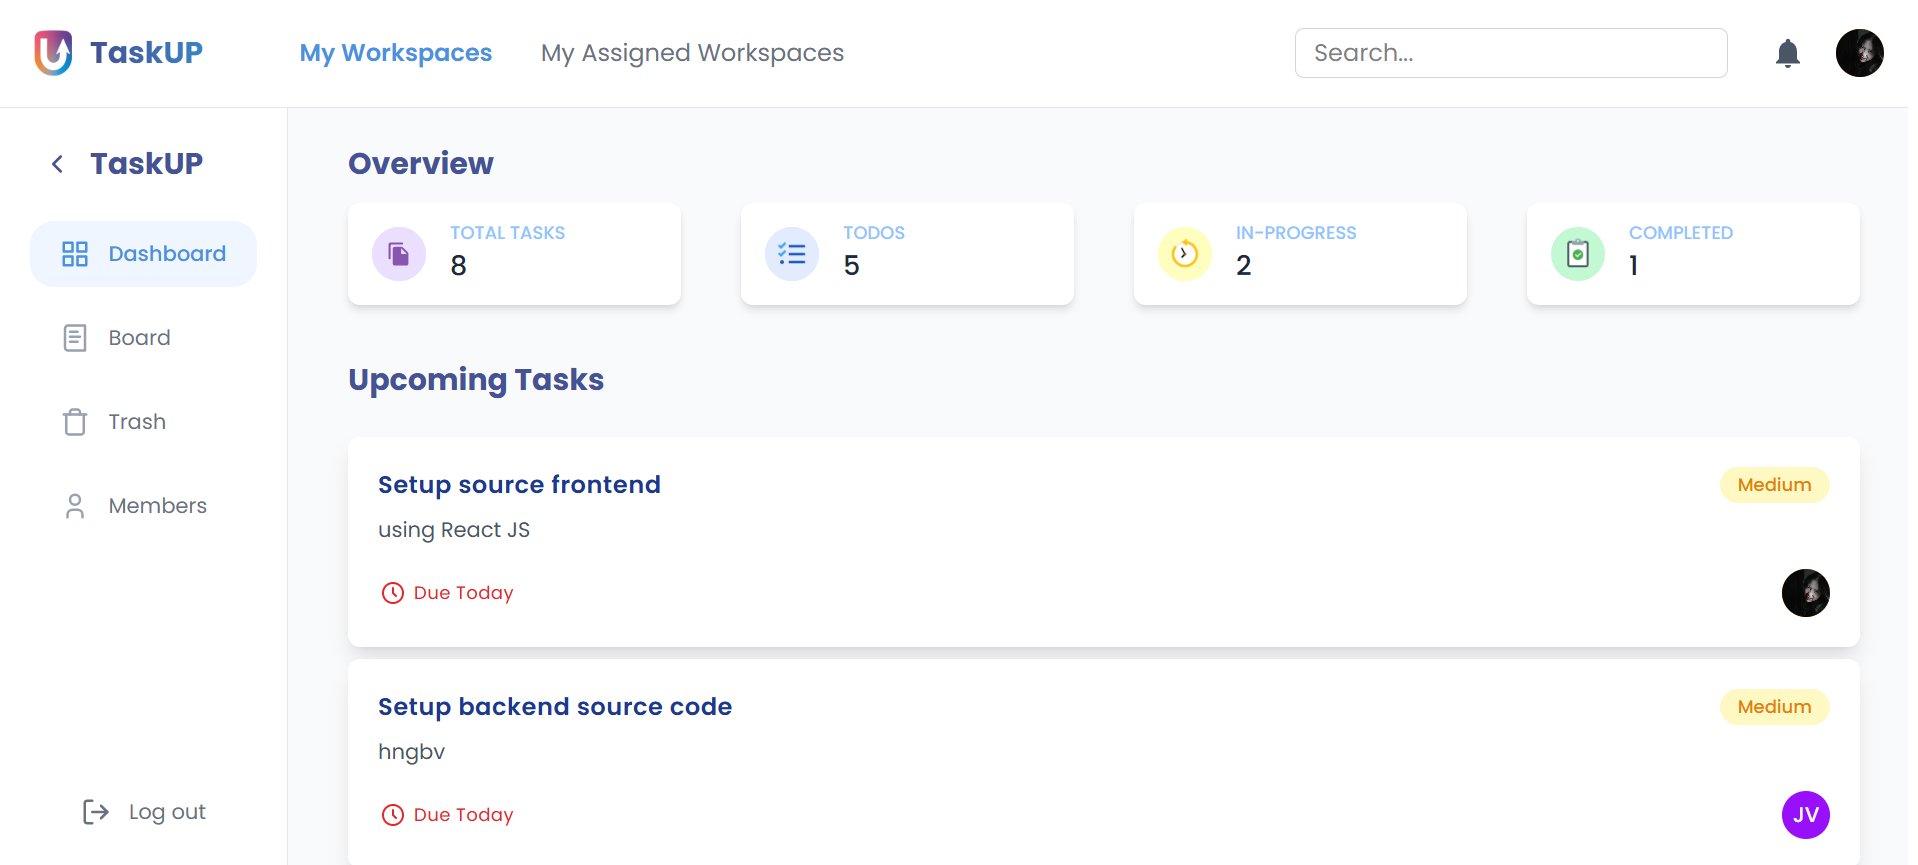 TaskUP
My Workspaces
My Assigned Workspaces
Search...
TaskUP
Dashboard
Board
Trash
Members
Log out
Overview
TOTAL TASKS
8
TODOS
5
IN-PROGRESS
2
COMPLETED
1
Upcoming Tasks
Setup source frontend
Medium
using React JS
Due Today
Setup backend source code
Medium
hngbv
Due Today
JV